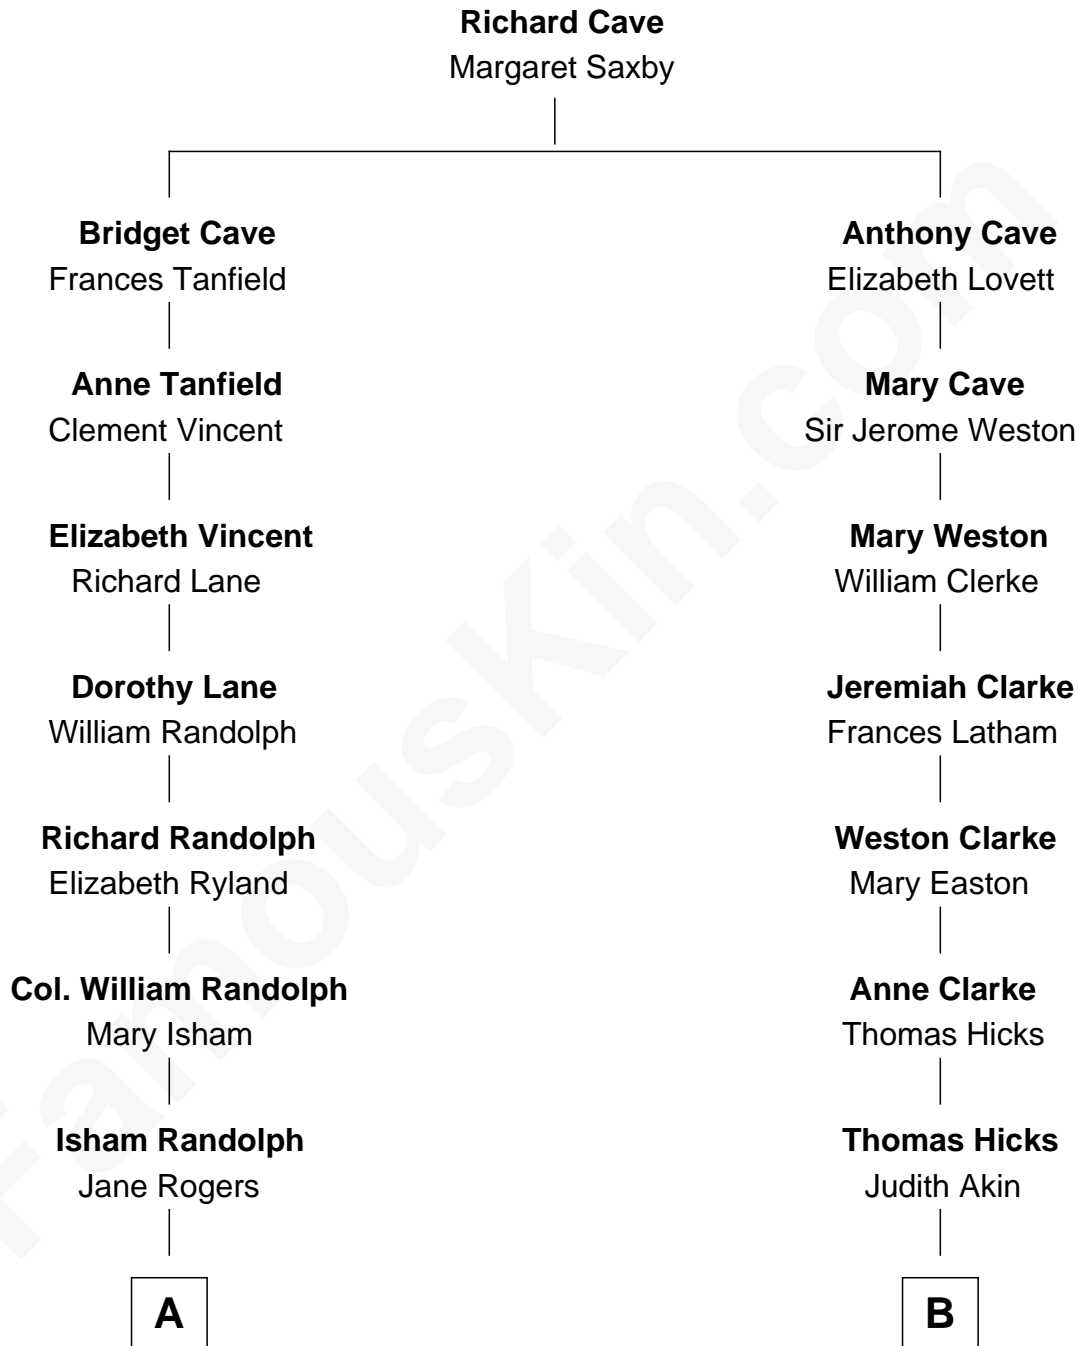 Richard Cave
Margaret Saxby
Bridget Cave
Frances Tanfield
Anthony Cave
Elizabeth Lovett
Anne Tanfield
Clement Vincent
Mary Cave
Sir Jerome Weston
Elizabeth Vincent
Richard Lane
Mary Weston
William Clerke
Dorothy Lane
William Randolph
Jeremiah Clarke
Frances Latham
Richard Randolph
Elizabeth Ryland
Weston Clarke
Mary Easton
Col. William Randolph
Mary Isham
Anne Clarke
Thomas Hicks
Isham Randolph
Jane Rogers
Thomas Hicks
Judith Akin
A
B
FamousKin.com